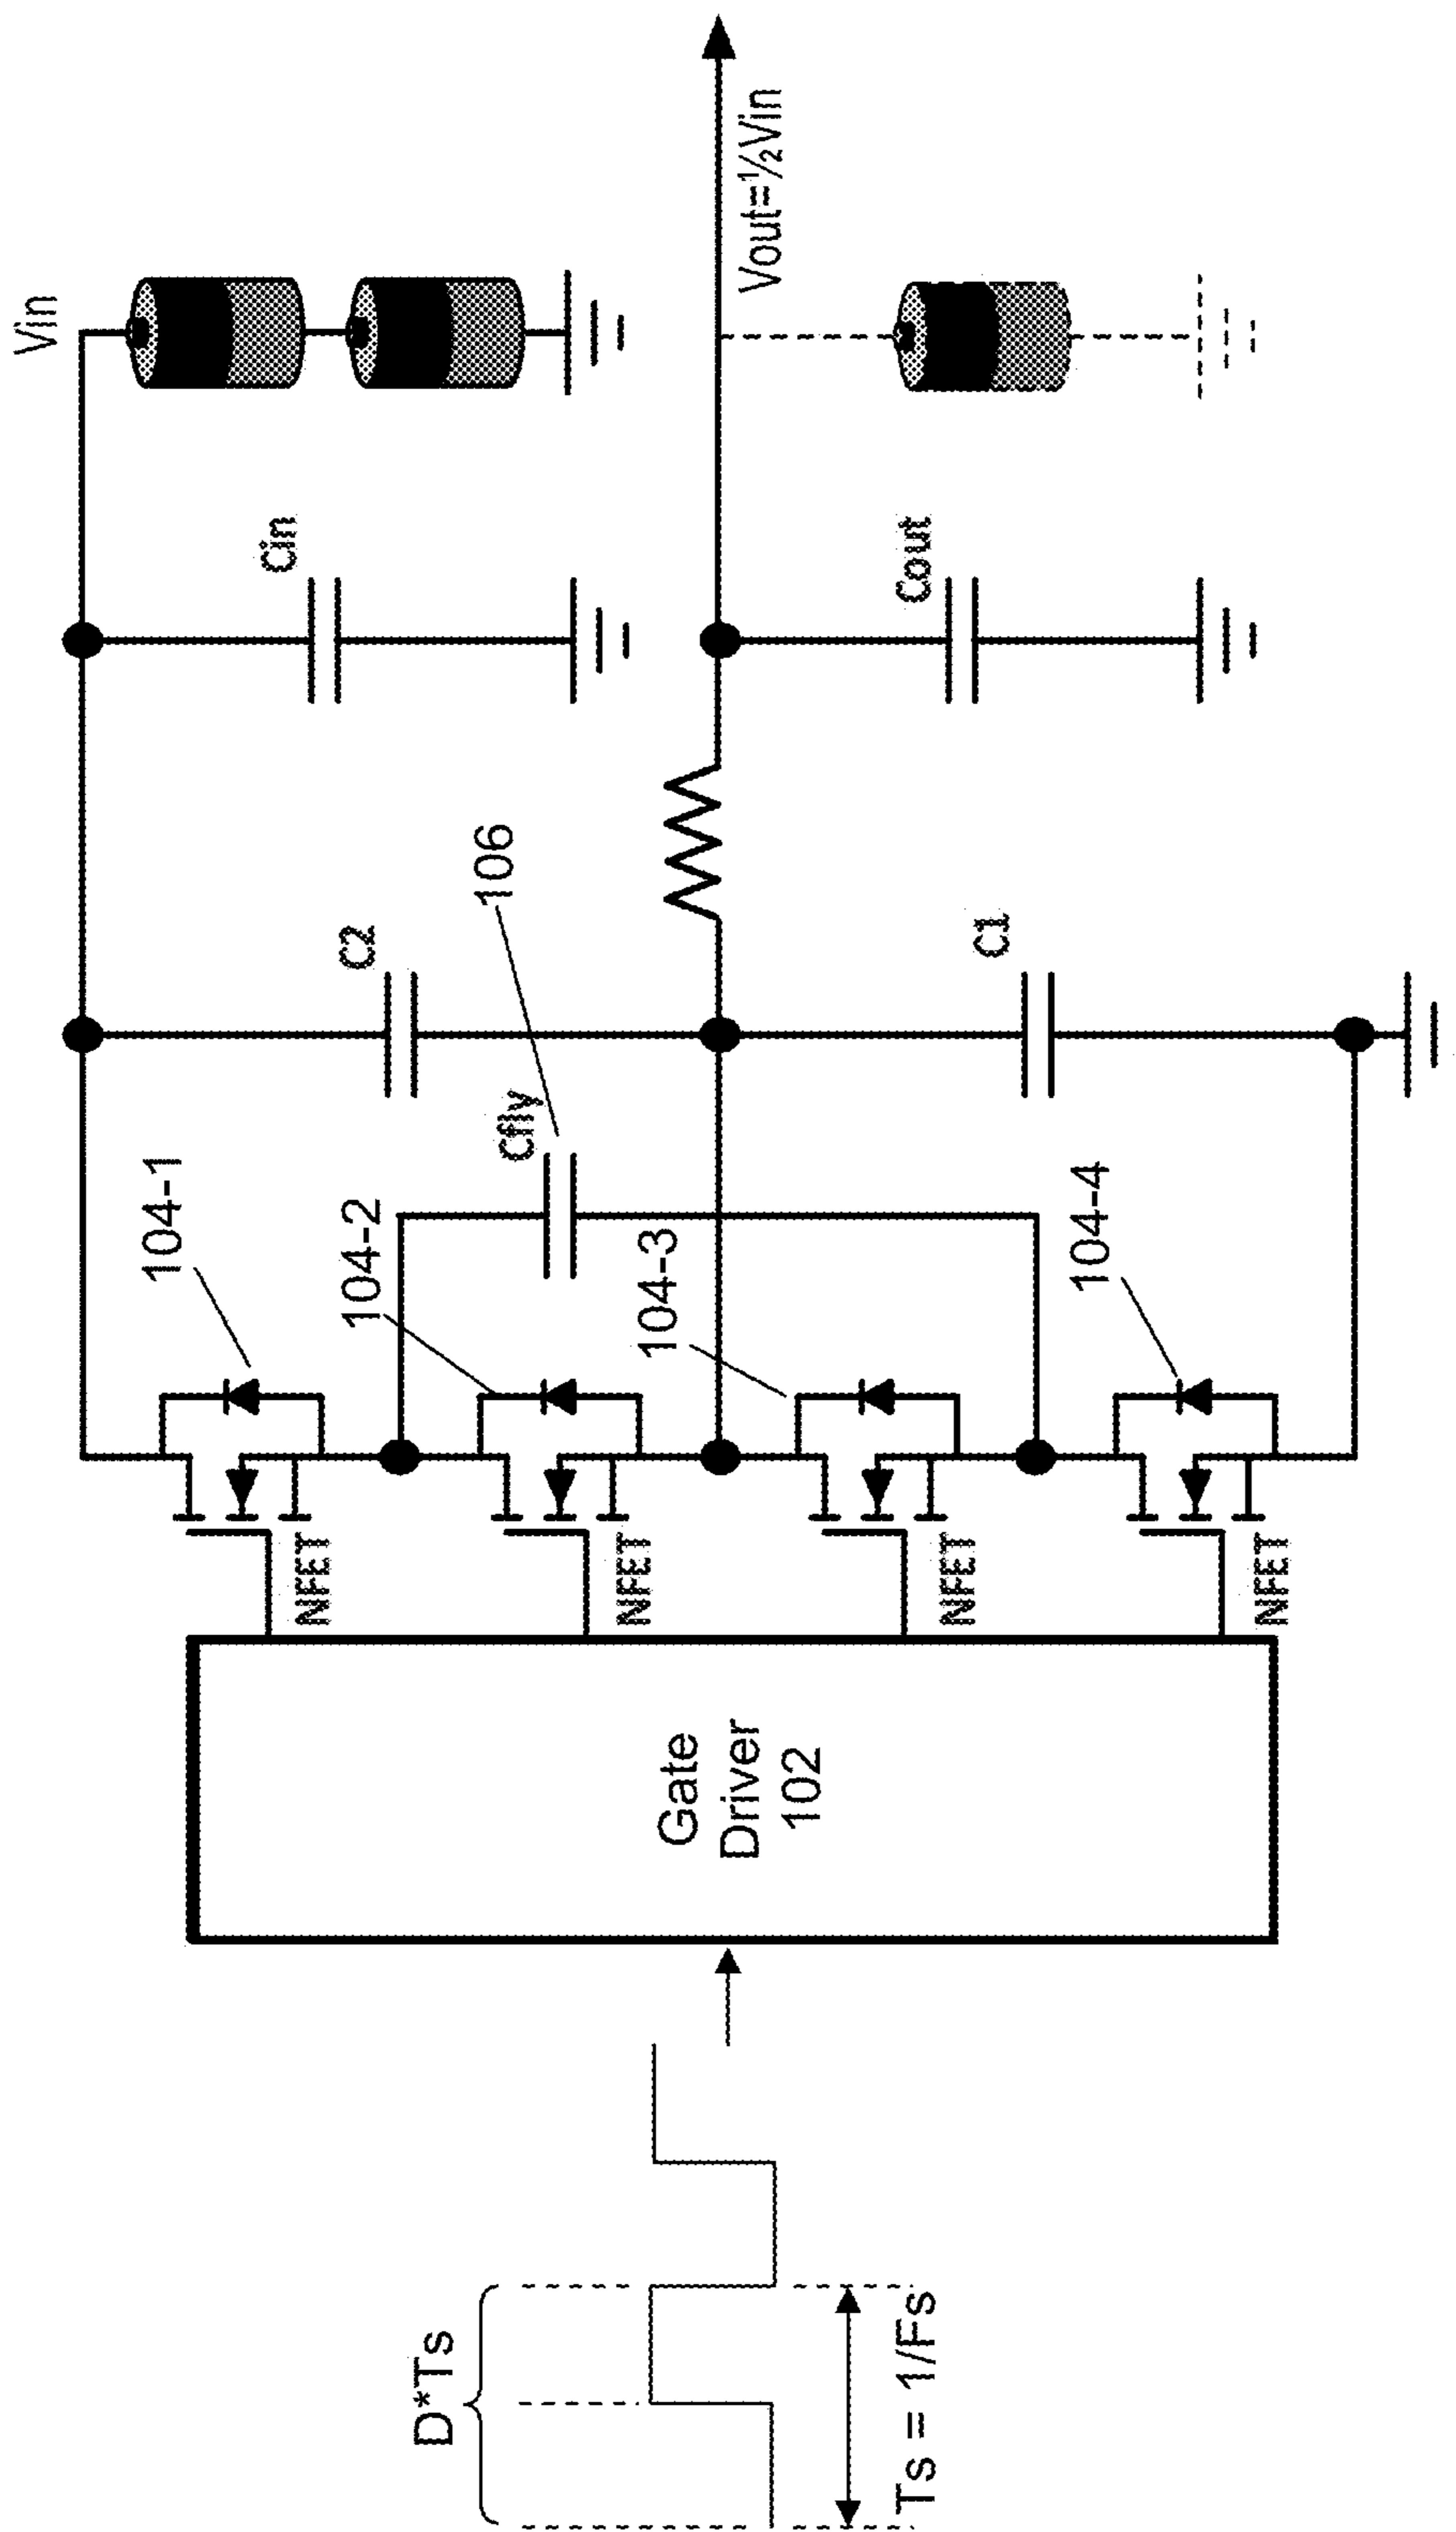 Vin
Cin
C2
106
Cfly
104-1
104-2
104-3
104-4
Vout=½Vin
Cout
C1
NFET
NFET
NFET
NFET
Gate
Driver
102
D*Ts
Ts = 1/Fs